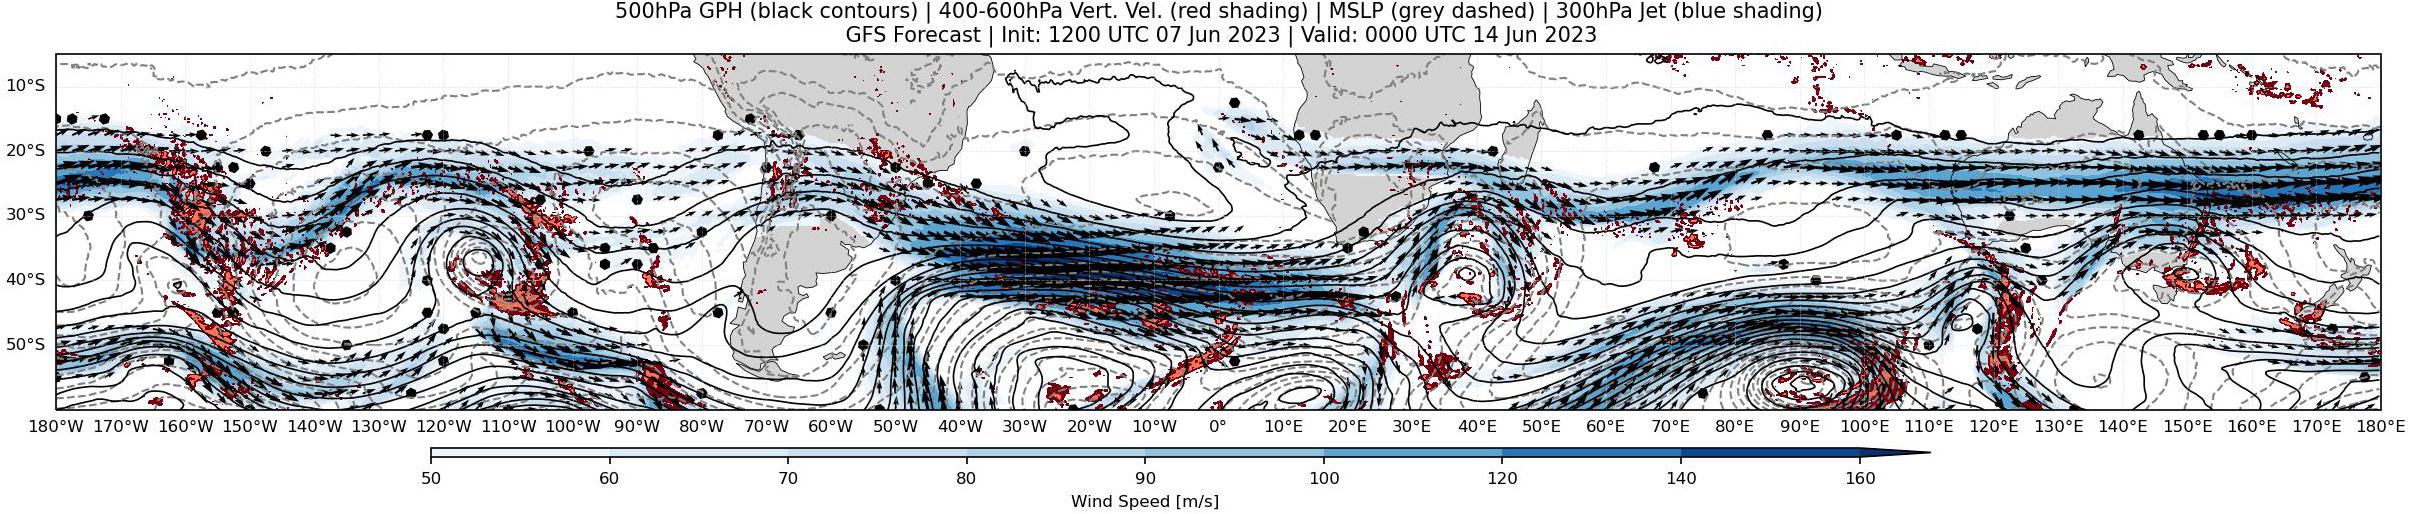 500hPa GPH (black contours) | 400-600hPa Vert. Vel. (red shading) | MSLP (grey dashed) | 300hPa Jet (blue shading)
GFS Forecast | Init: 1200 UTC 07 Jun 2023 | Valid: 0000 UTC 14 Jun 2023
10°S
20°S
30°S
40°S
50°S
180°W 170°W 160°W 150°W 140°W 130°W 120°W 110°W 100°W 90°W 80°W 70°W 60°W 50°W 40°W 30°W 20°W 10°W 0° 10°E 20°E 30°E 40°E 50°E 60°E 70°E 80°E 90°E 100°E 110°E 120°E 130°E 140°E 150°E 160°E 170°E 180°E
50 60 70 80 90 100 120 140 160
Wind Speed [m/s]